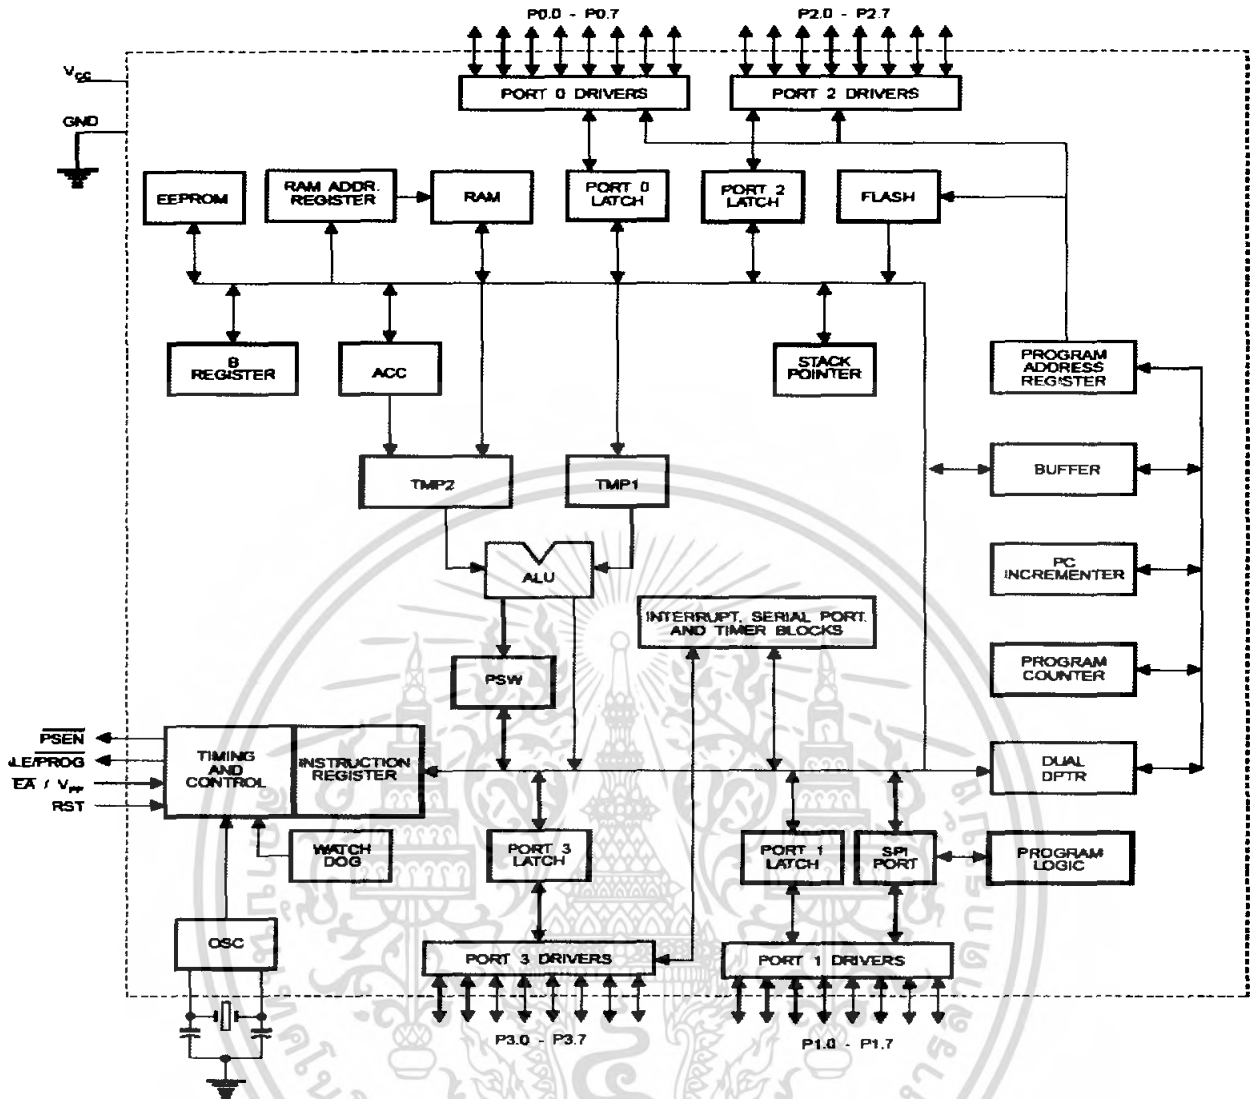 P0.0 - P0.7
P2.0 - P2.7
VCC
GND
PORT 0 DRIVERS
PORT 2 DRIVERS
EEPROM
RAM ADDR.
REGISTER
RAM
PORT 0
LATCH
PORT 2
LATCH
FLASH
B
REGISTER
ACC
STACK
POINTER
PROGRAM
ADDRESS
REGISTER
TMP2
TMP1
BUFFER
ALU
PC
INCREMENTER
INTERRUPT, SERIAL PORT,
AND TIMER BLOCKS
PSW
PROGRAM
COUNTER
PSEN
LE/PROG
EA / VPP
RST
TIMING
AND
CONTROL
INSTRUCTION
REGISTER
DUAL
DPTR
WATCH
DOG
PORT 3
LATCH
PORT 1
LATCH
SPI
PORT
PROGRAM
LOGIC
OSC
PORT 3 DRIVERS
PORT 1 DRIVERS
P3.0 - P3.7
P1.0 - P1.7